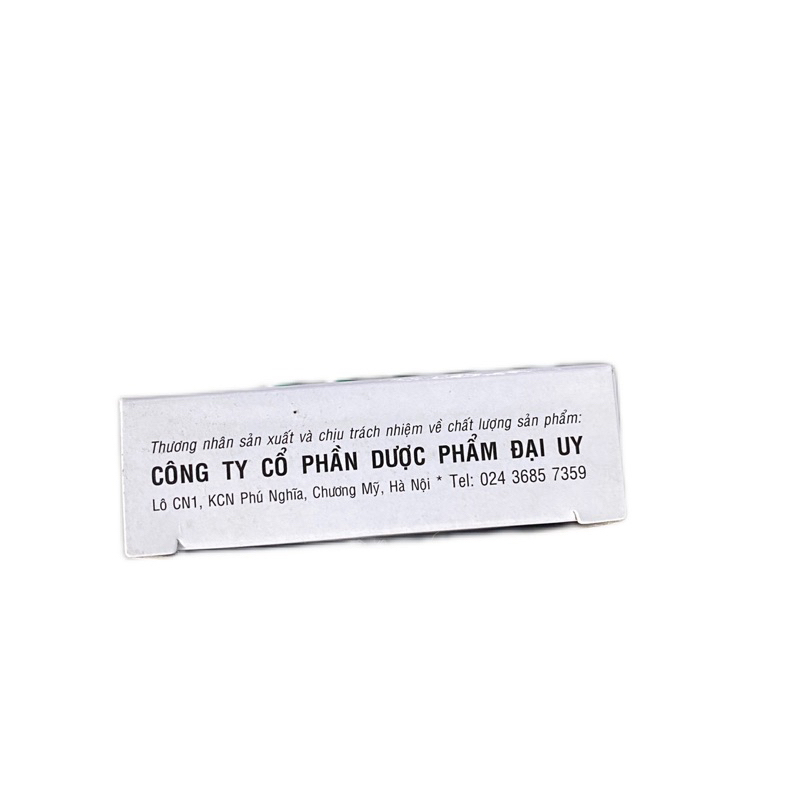 Thương nhân sản xuất và chịu trách nhiệm về chất lượng sản phẩm:
CÔNG TY CỔ PHẦN DƯỢC PHẨM ĐẠI UY
Lô CN1, KCN Phú Nghĩa, Chương Mỹ, Hà Nội * Tel: 024 3685 7359